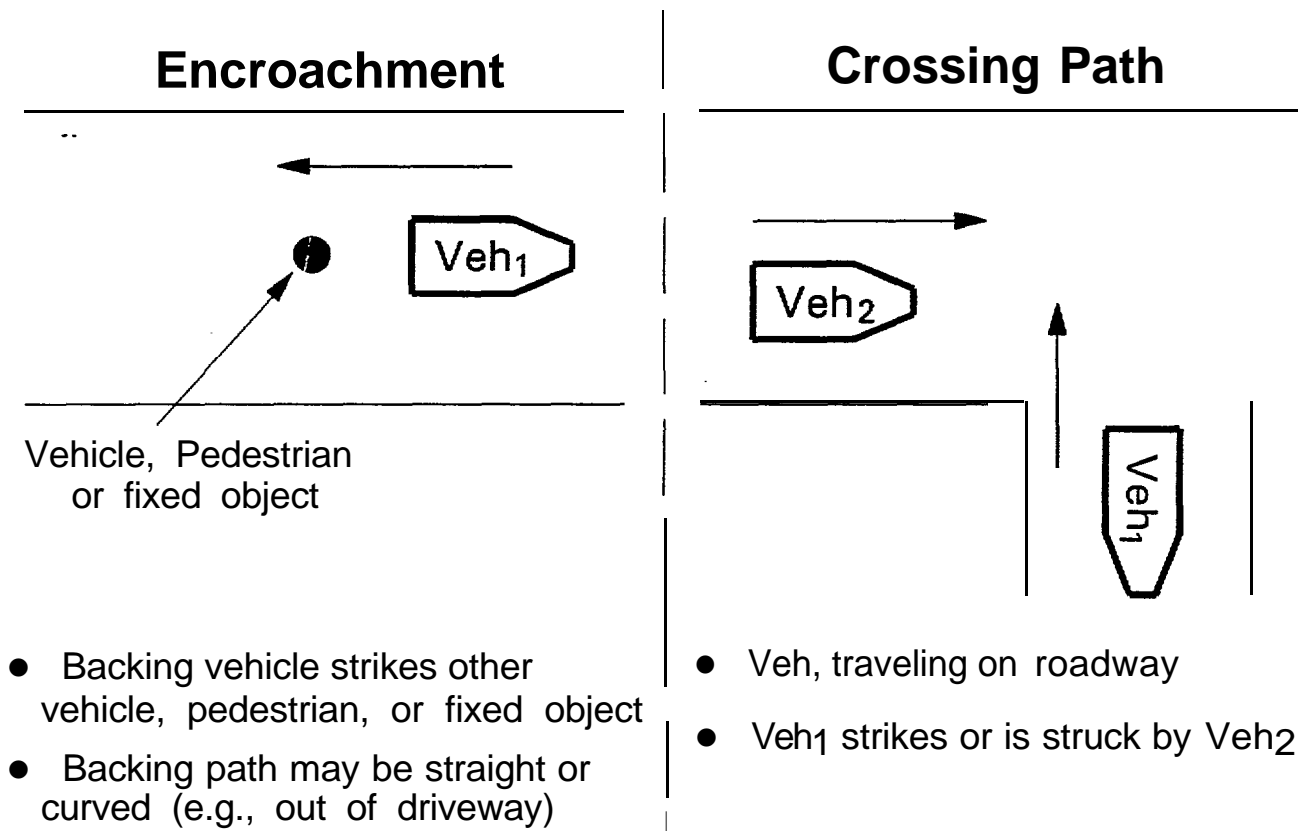 Encroachment
Veh1
Vehicle, Pedestrian
or fixed object
● Backing vehicle strikes other
vehicle, pedestrian, or fixed object
● Backing path may be straight or
curved (e.g., out of driveway)
Crossing Path
Veh2
Veh1
● Veh, traveling on roadway
● Veh1 strikes or is struck by Veh2